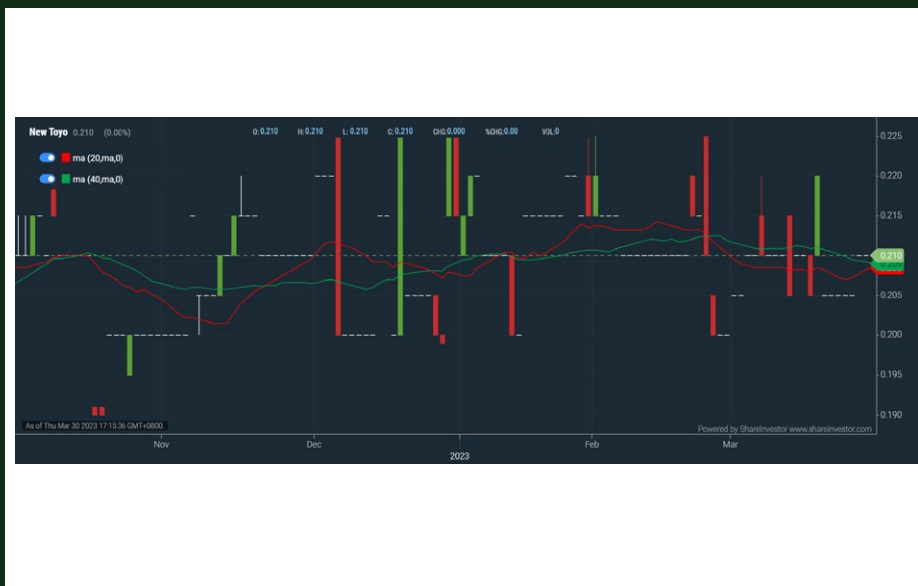 New Toyo 0.210 (0.00%) O:0.210 H:0.210 L:0.210 C:0.210 CHG:0.000 %CHG:0.00 VOL:0
ma (20,ma,0)
ma (40,ma,0)
0.225
0.220
0.215
0.210
0.209
0.205
0.200
0.195
0.190
As of Thu Mar 30 2023 17:15:36 GMT+0800
Powered by ShareInvestor www.shareinvestor.com
Nov Dec Feb Mar
2023